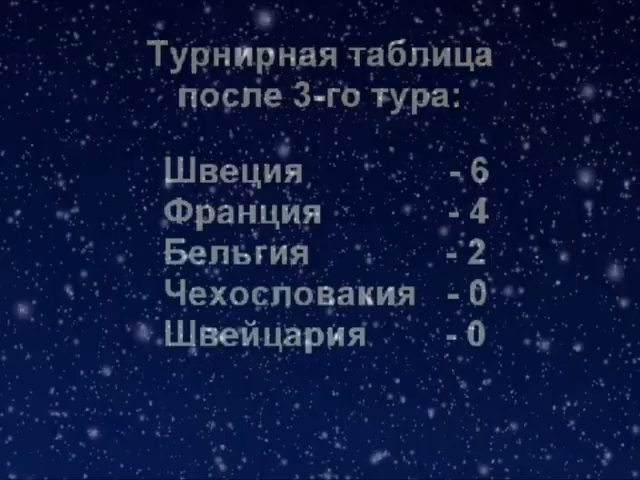 Турнирная таблица
после 3-го тура:
Швеция - 6
Франция - 4
Бельгия - 2
Чехословакия - 0
Швейцария - 0